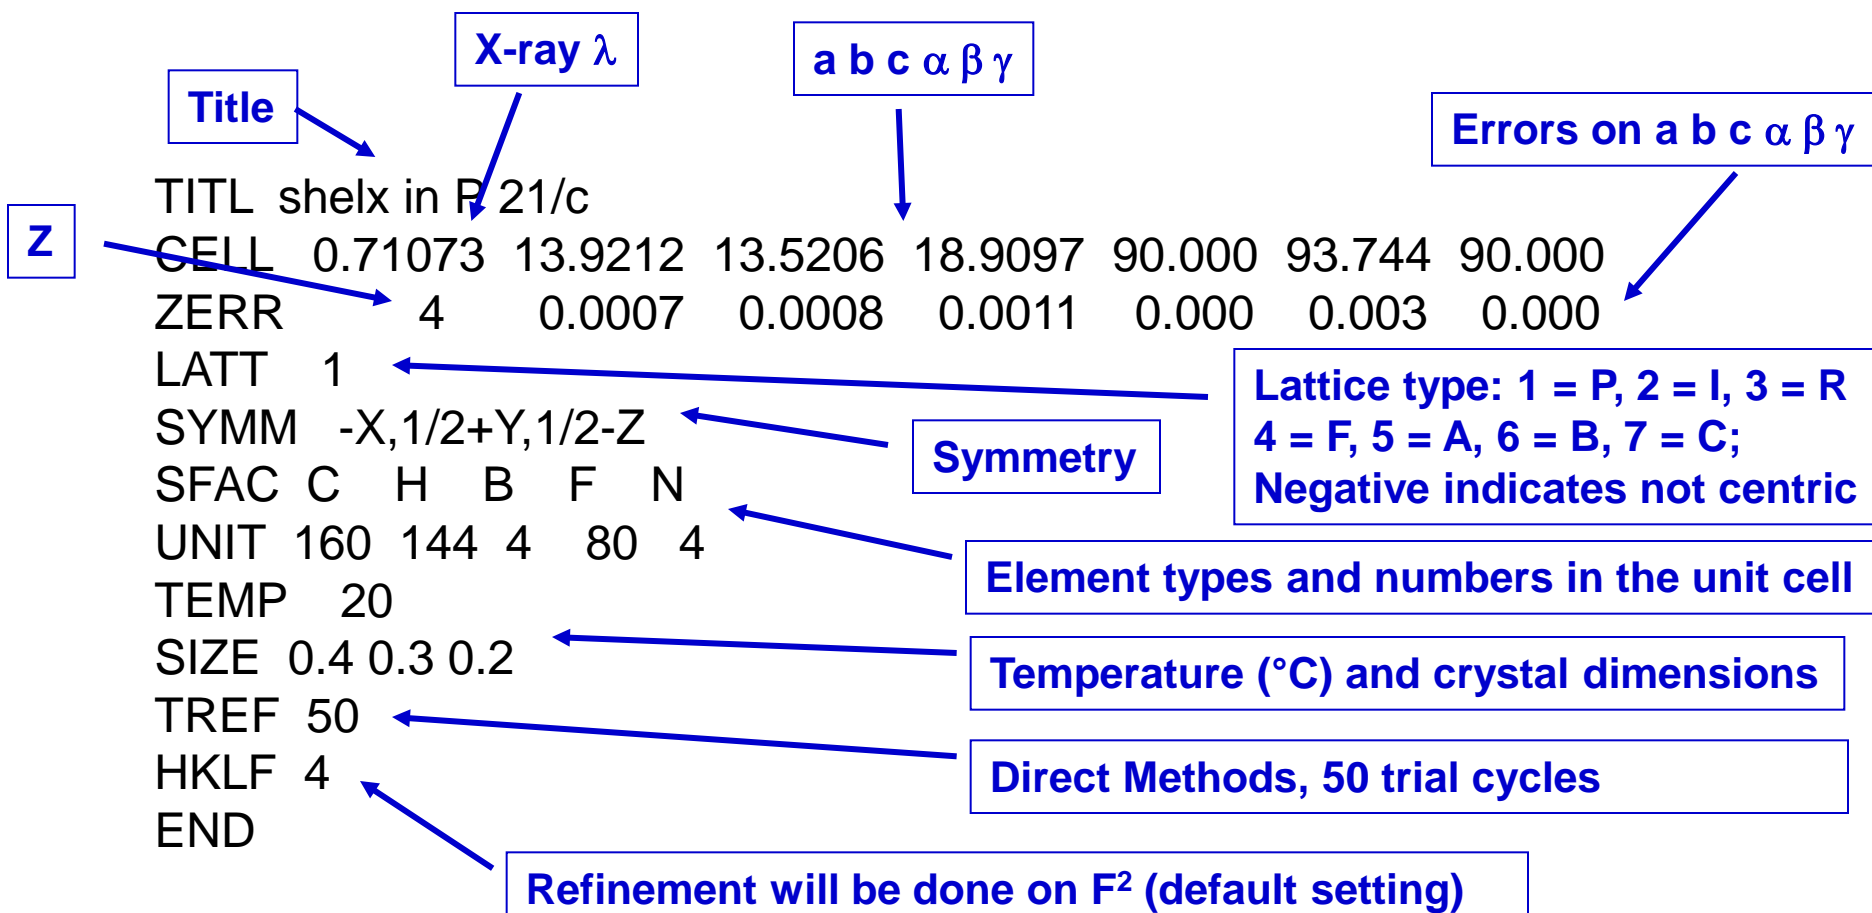 X-ray λ
a b c α β γ
Title
Errors on a b c α β γ
TITL shelx in P 21/c
Z
CELL 0.71073 13.9212 13.5206 18.9097 90.000 93.744 90.000
ZERR 4 0.0007 0.0008 0.0011 0.000 0.003 0.000
LATT 1
Lattice type: 1 = P, 2 = I, 3 = R
4 = F, 5 = A, 6 = B, 7 = C;
Negative indicates not centric
SYMM -X,1/2+Y,1/2-Z
Symmetry
SFAC C H B F N
UNIT 160 144 4 80 4
Element types and numbers in the unit cell
TEMP 20
SIZE 0.4 0.3 0.2
Temperature (°C) and crystal dimensions
TREF 50
Direct Methods, 50 trial cycles
HKLF 4
END
Refinement will be done on F² (default setting)